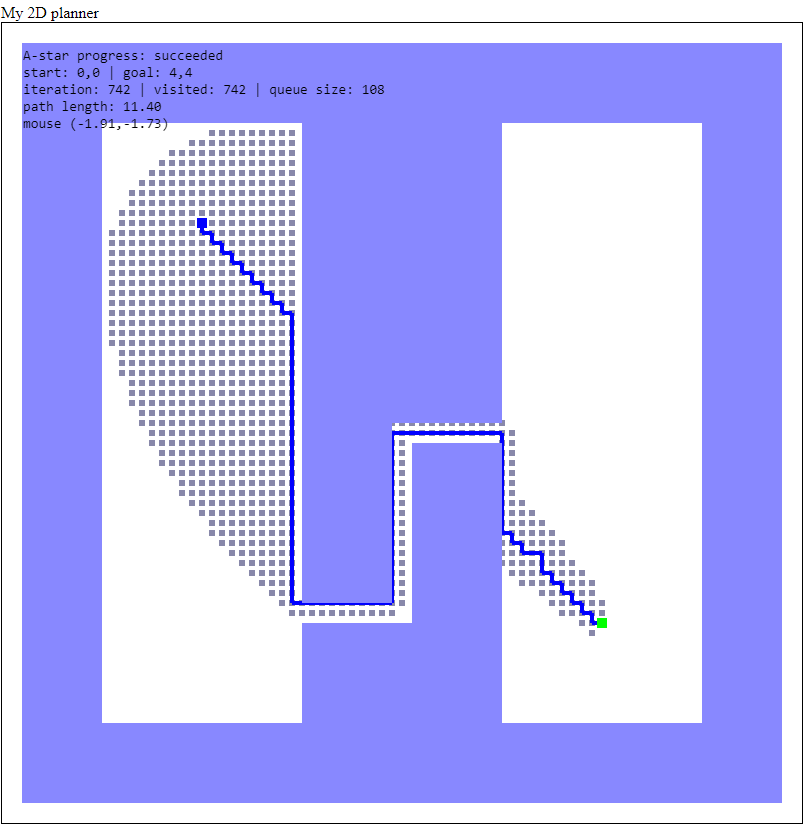 My 2D planner
A-star progress: succeeded
start: 0,0 | goal: 4,4
iteration: 742 | visited: 742 | queue size: 108
path length: 11.40
mouse (-1.91,-1.73)